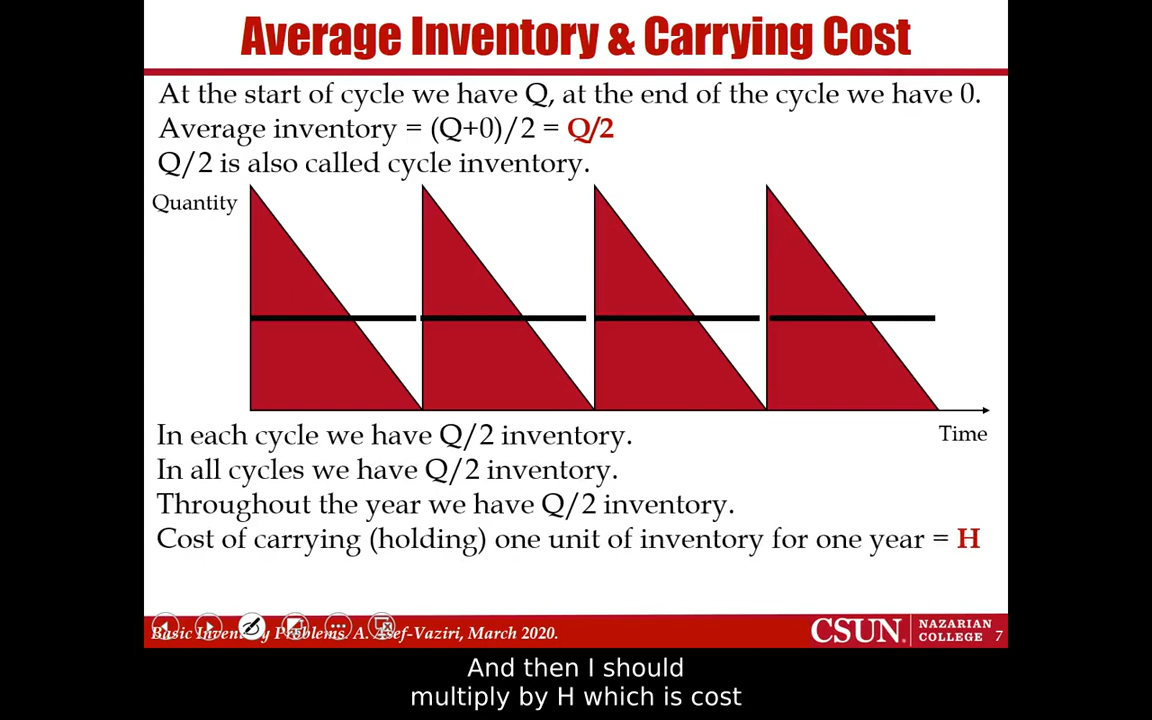 Average Inventory & Carrying Cost
At the start of cycle we have Q, at the end of the cycle we have 0.
Average inventory = (Q+0)/2 = Q/2
Q/2 is also called cycle inventory.
Quantity
Time
In each cycle we have Q/2 inventory.
In all cycles we have Q/2 inventory.
Throughout the year we have Q/2 inventory.
Cost of carrying (holding) one unit of inventory for one year = H
Basic Inventory Problems. A. Asef-Vaziri, March 2020.
CSUN
NAZARIAN
COLLEGE
7
And then I should
multiply by H which is cost